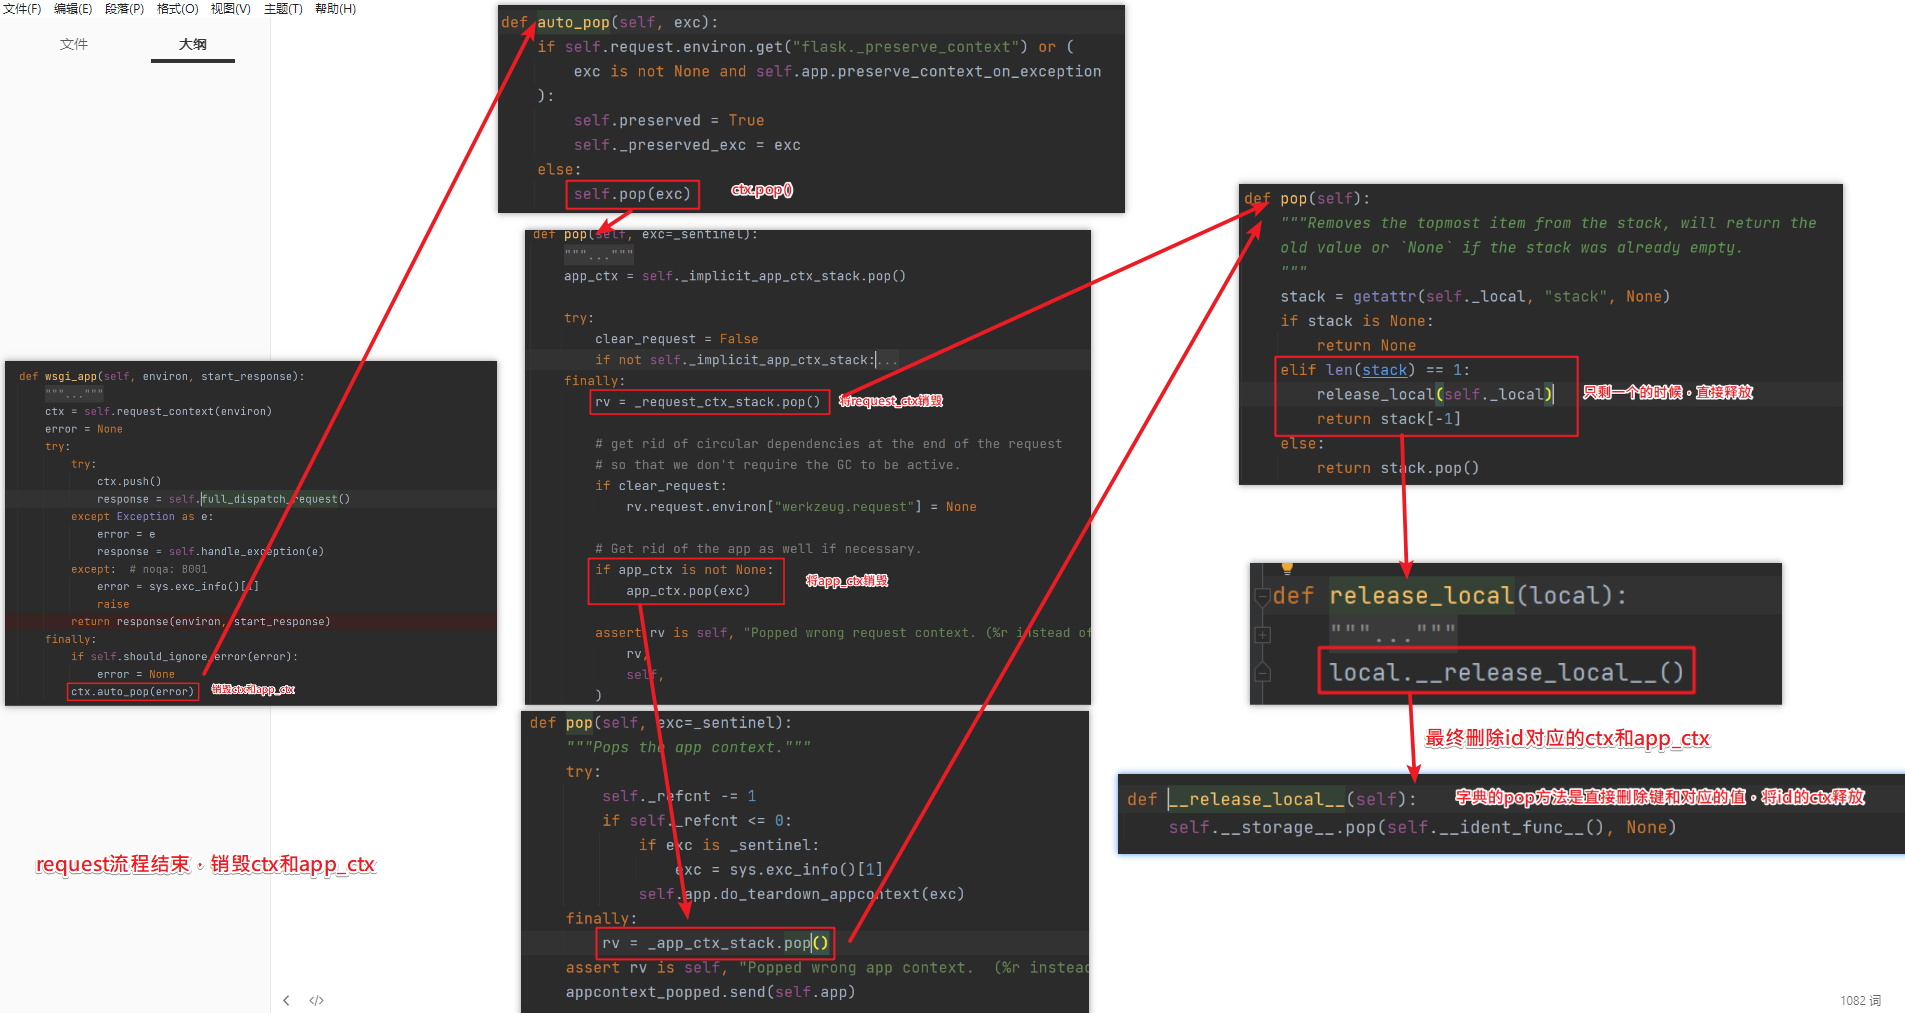 文件(F) 编辑(E) 段落(P) 格式(O) 视图(V) 主题(T) 帮助(H)
文件 大纲
def wsgi_app(self, environ, start_response):
"""..."""
ctx = self.request_context(environ)
error = None
try:
try:
ctx.push()
response = self.full_dispatch_request()
except Exception as e:
error = e
response = self.handle_exception(e)
except:  # noqa: B001
error = sys.exc_info()[1]
raise
return response(environ, start_response)
finally:
if self.should_ignore_error(error):
error = None
ctx.auto_pop(error) 销毁ctx和app_ctx
request流程结束，销毁ctx和app_ctx
def auto_pop(self, exc):
if self.request.environ.get("flask._preserve_context") or (
exc is not None and self.app.preserve_context_on_exception
):
self.preserved = True
self._preserved_exc = exc
else:
self.pop(exc) ctx.pop()
def pop(self, exc=_sentinel):
"""..."""
app_ctx = self._implicit_app_ctx_stack.pop()
try:
clear_request = False
if not self._implicit_app_ctx_stack:...
finally:
rv = _request_ctx_stack.pop() 将request_ctx销毁
# get rid of circular dependencies at the end of the request
# so that we don't require the GC to be active.
if clear_request:
rv.request.environ["werkzeug.request"] = None
# Get rid of the app as well if necessary.
if app_ctx is not None: 将app_ctx销毁
app_ctx.pop(exc)
assert rv is self, "Popped wrong request context. (%r instead of
rv,
self,
)
def pop(self, exc=_sentinel):
"""Pops the app context."""
try:
self._refcnt -= 1
if self._refcnt <= 0:
if exc is _sentinel:
exc = sys.exc_info()[1]
self.app.do_teardown_appcontext(exc)
finally:
rv = _app_ctx_stack.pop()
assert rv is self, "Popped wrong app context.  (%r instead
appcontext_popped.send(self.app)
def pop(self):
"""Removes the topmost item from the stack, will return the
old value or `None` if the stack was already empty.
"""
stack = getattr(self._local, "stack", None)
if stack is None:
return None
elif len(stack) == 1:
release_local(self._local) 只剩一个的时候，直接释放
return stack[-1]
else:
return stack.pop()
def release_local(local):
"""..."""
local.__release_local__()
最终删除id对应的ctx和app_ctx
def __release_local__(self): 字典的pop方法是直接删除键和对应的值，将id的ctx释放
self.__storage__.pop(self.__ident_func__(), None)
</> 1082 词